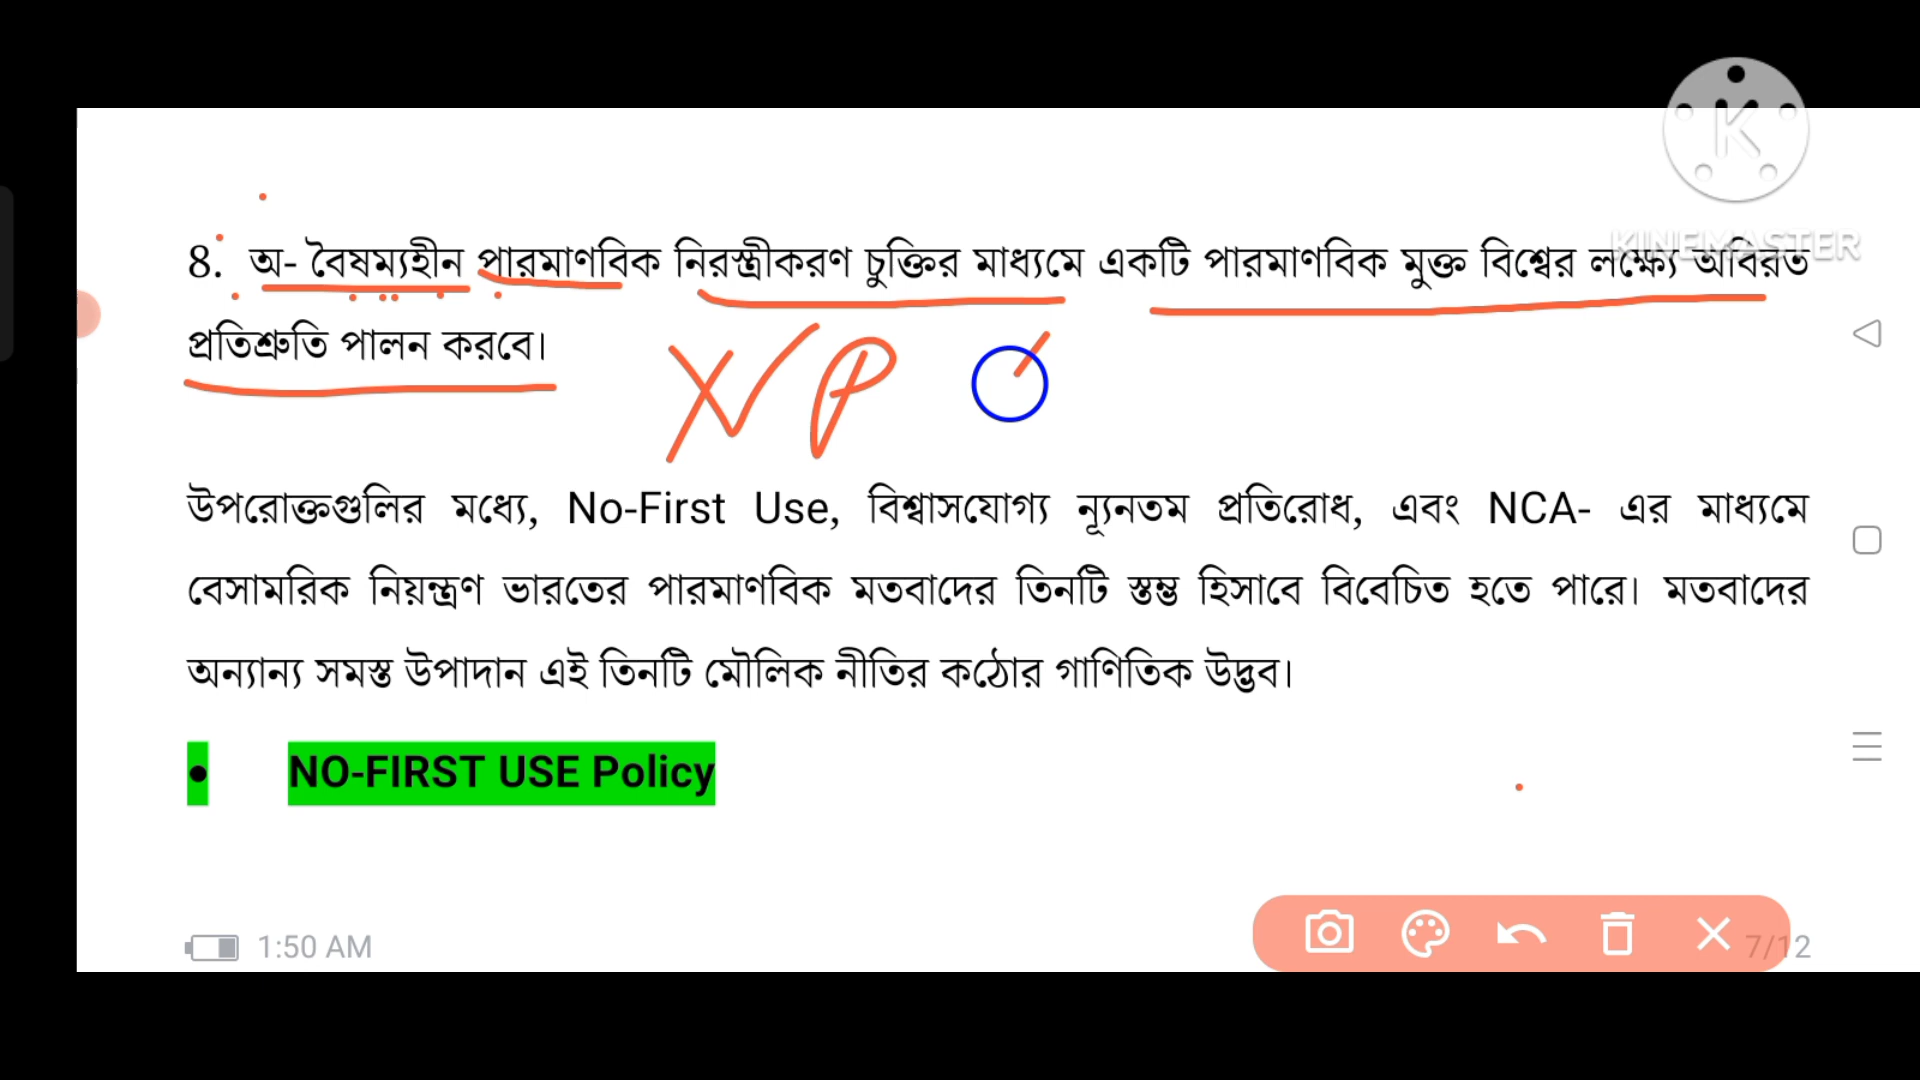 KINEMASTER
8. অ- বৈষম্যহীন পারমাণবিক নিরস্ত্রীকরণ চুক্তির মাধ্যমে একটি পারমাণবিক মুক্ত বিশ্বের লক্ষ্যে অবিরত
প্রতিশ্রুতি পালন করবে।
NP
উপরোক্তগুলির মধ্যে, No-First Use, বিশ্বাসযোগ্য ন্যূনতম প্রতিরোধ, এবং NCA- এর মাধ্যমে
বেসামরিক নিয়ন্ত্রণ ভারতের পারমাণবিক মতবাদের তিনটি স্তম্ভ হিসাবে বিবেচিত হতে পারে। মতবাদের
অন্যান্য সমস্ত উপাদান এই তিনটি মৌলিক নীতির কঠোর গাণিতিক উদ্ভব।
• NO-FIRST USE Policy
1:50 AM 7/12